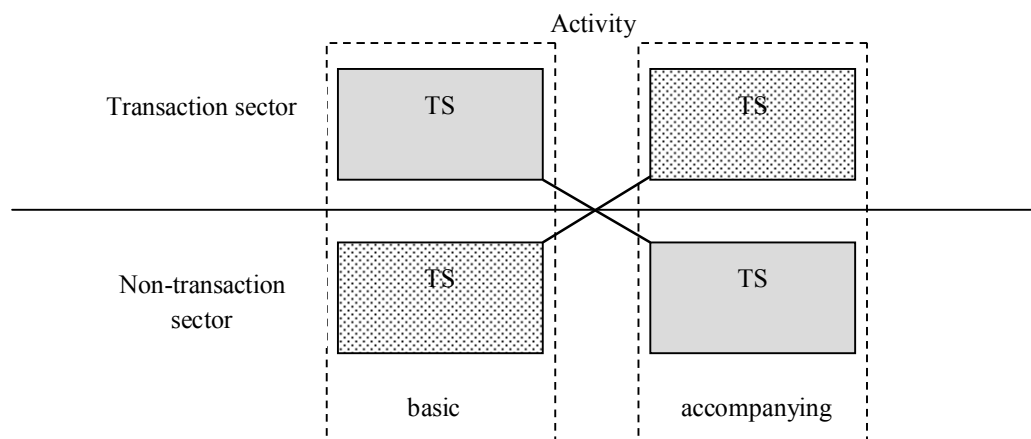 Activity
Transaction sector
TS
TS
Non-transaction
sector
TS
TS
basic
accompanying